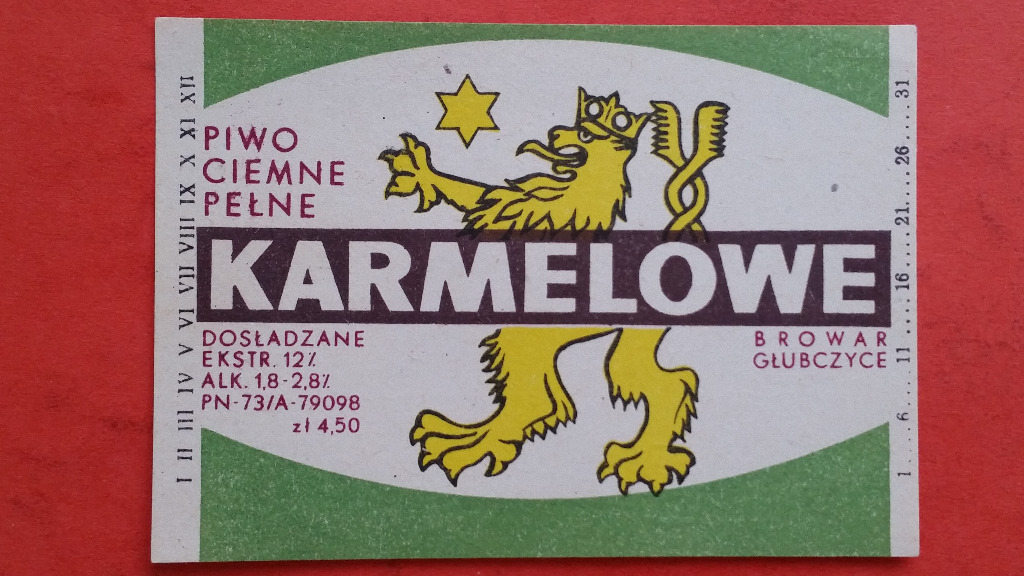 I II III IV V VI VII VIII IX X XI XII
PIWO
CIEMNE
PEŁNE
KARMELOWE
DOSŁADZANE
EKSTR. 12%
ALK. 1,8-2,8%
PN-73/A-79098
zł 4,50
BROWAR
GŁUBCZYCE
1....6....11....16....21....26....31